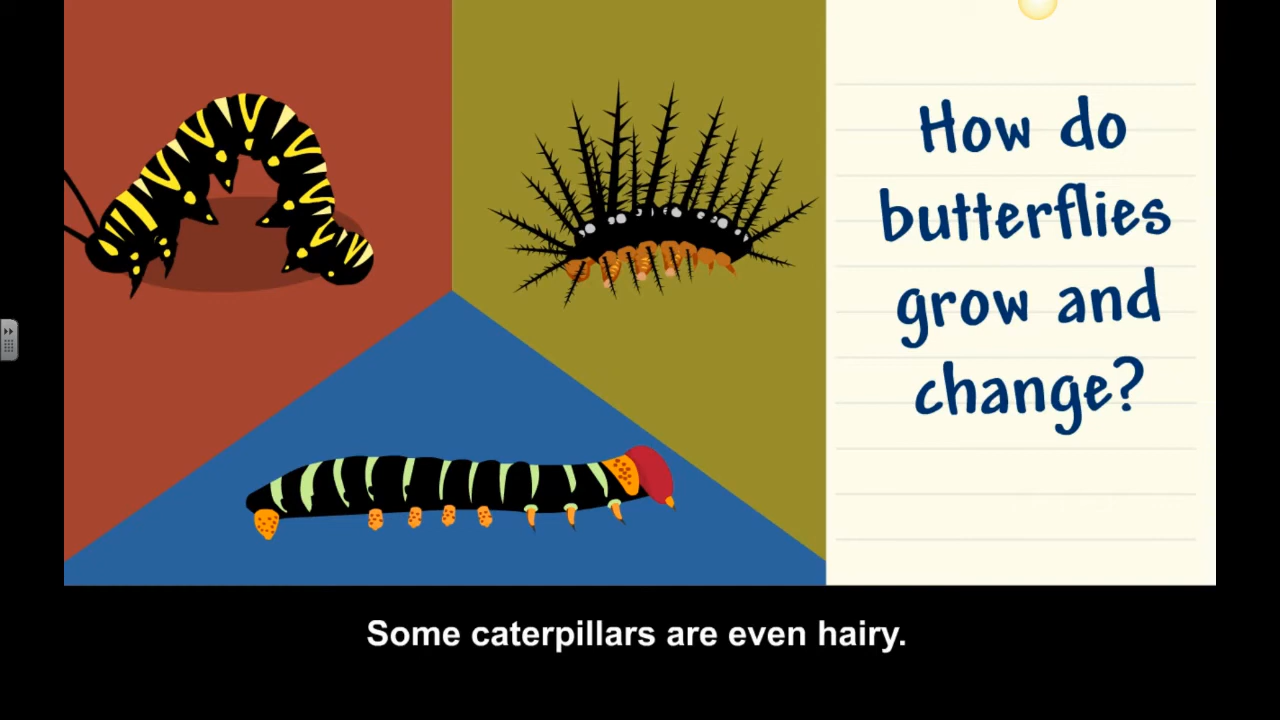 How do
butterflies
grow and
change?
Some caterpillars are even hairy.